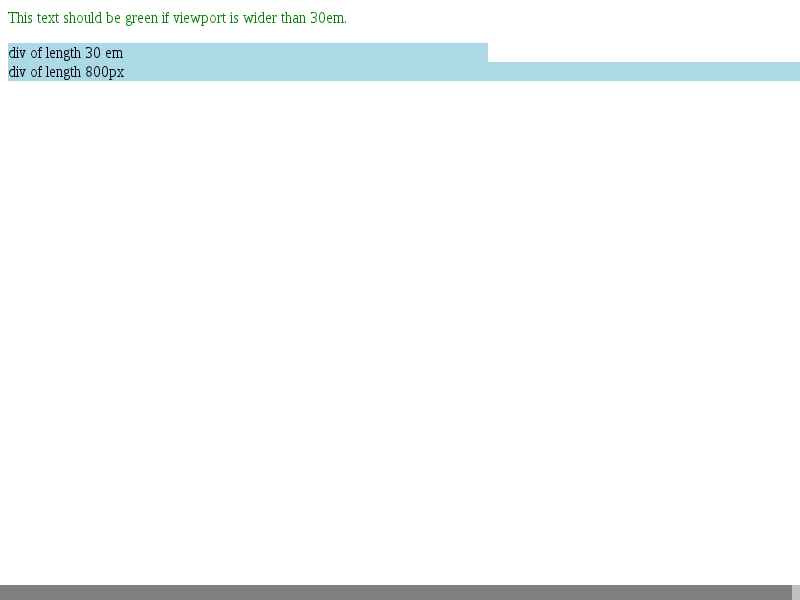 This text should be green if viewport is wider than 30em.
div of length 30 em
div of length 800px